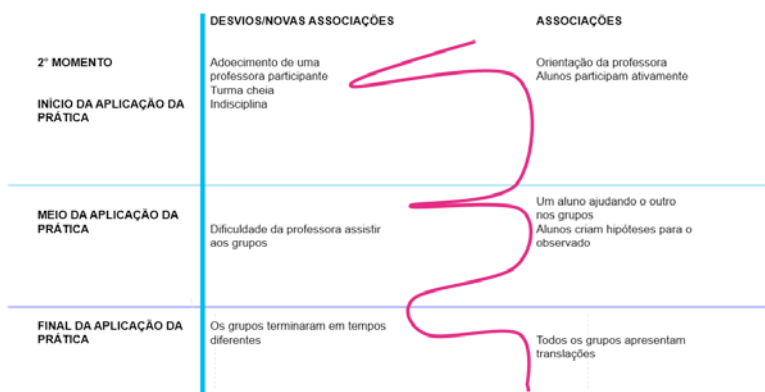 DESVIOS/NOVAS ASSOCIAÇÕES
ASSOCIAÇÕES
2° MOMENTO
INÍCIO DA APLICAÇÃO DA
PRÁTICA
Adoecimento de uma
professora participante
Turma cheia
Indisciplina
Orientação da professora
Alunos participam ativamente
MEIO DA APLICAÇÃO DA
PRÁTICA
Dificuldade da professora assistir
aos grupos
Um aluno ajudando o outro
nos grupos
Alunos criam hipóteses para o
observado
FINAL DA APLICAÇÃO DA
PRÁTICA
Os grupos terminaram em tempos
diferentes
Todos os grupos apresentam
translações